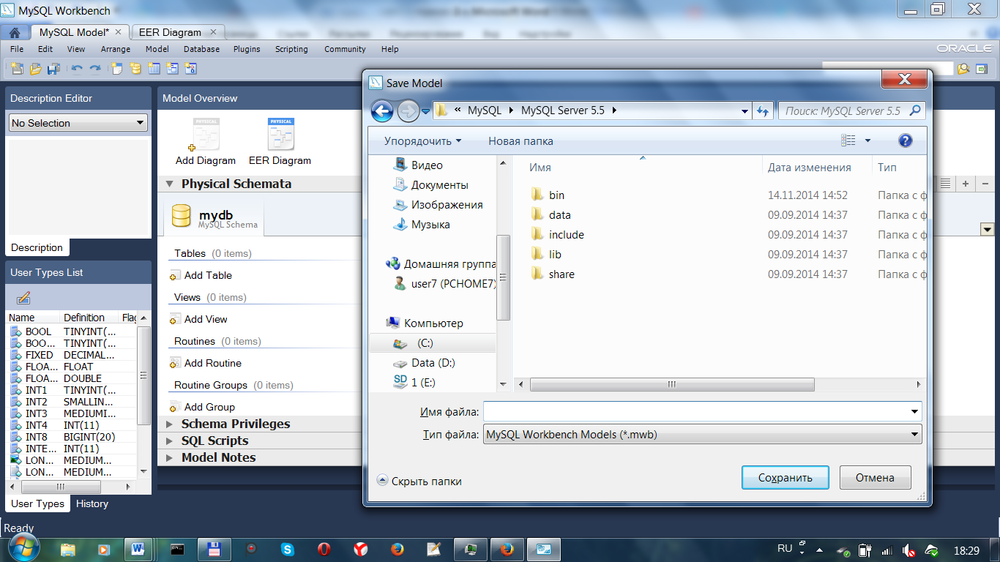 MySQL Workbench
MySQL Model*
EER Diagram
File Edit View Arrange Model Database Plugins Scripting Community Help
ORACLE
Description Editor
No Selection
Description
User Types List
Name Definition Flag
BOOL TINYINT(...
BOO... TINYINT(...
FIXED DECIMAL...
FLOA... FLOAT
FLOA... DOUBLE
INT1 TINYINT(...
INT2 SMALLIN...
INT3 MEDIUMI...
INT4 INT(11)
INT8 BIGINT(20)
INTE... INT(11)
LON... MEDIUM...
LON... MEDIUM...
User Types History
Ready
Model Overview
PHYSICAL
PHYSICAL
Add Diagram
EER Diagram
Physical Schemata
mydb
MySQL Schema
Tables (0 items)
Add Table
Views (0 items)
Add View
Routines (0 items)
Add Routine
Routine Groups (0 items)
Add Group
Schema Privileges
SQL Scripts
Model Notes
Save Model
« MySQL MySQL Server 5.5
Поиск: MySQL Server 5.5
Упорядочить
Новая папка
Видео
Документы
Изображения
Музыка
Домашняя группа
user7 (PCHOME7)
Компьютер
(C:)
Data (D:)
1 (E:)
Имя Дата изменения Тип
bin 14.11.2014 14:52 Папка с ф
data 09.09.2014 14:37 Папка с ф
include 09.09.2014 14:37 Папка с ф
lib 09.09.2014 14:37 Папка с ф
share 09.09.2014 14:37 Папка с ф
Имя файла:
Тип файла: MySQL Workbench Models (*.mwb)
Скрыть папки
Сохранить
Отмена
RU
18:29